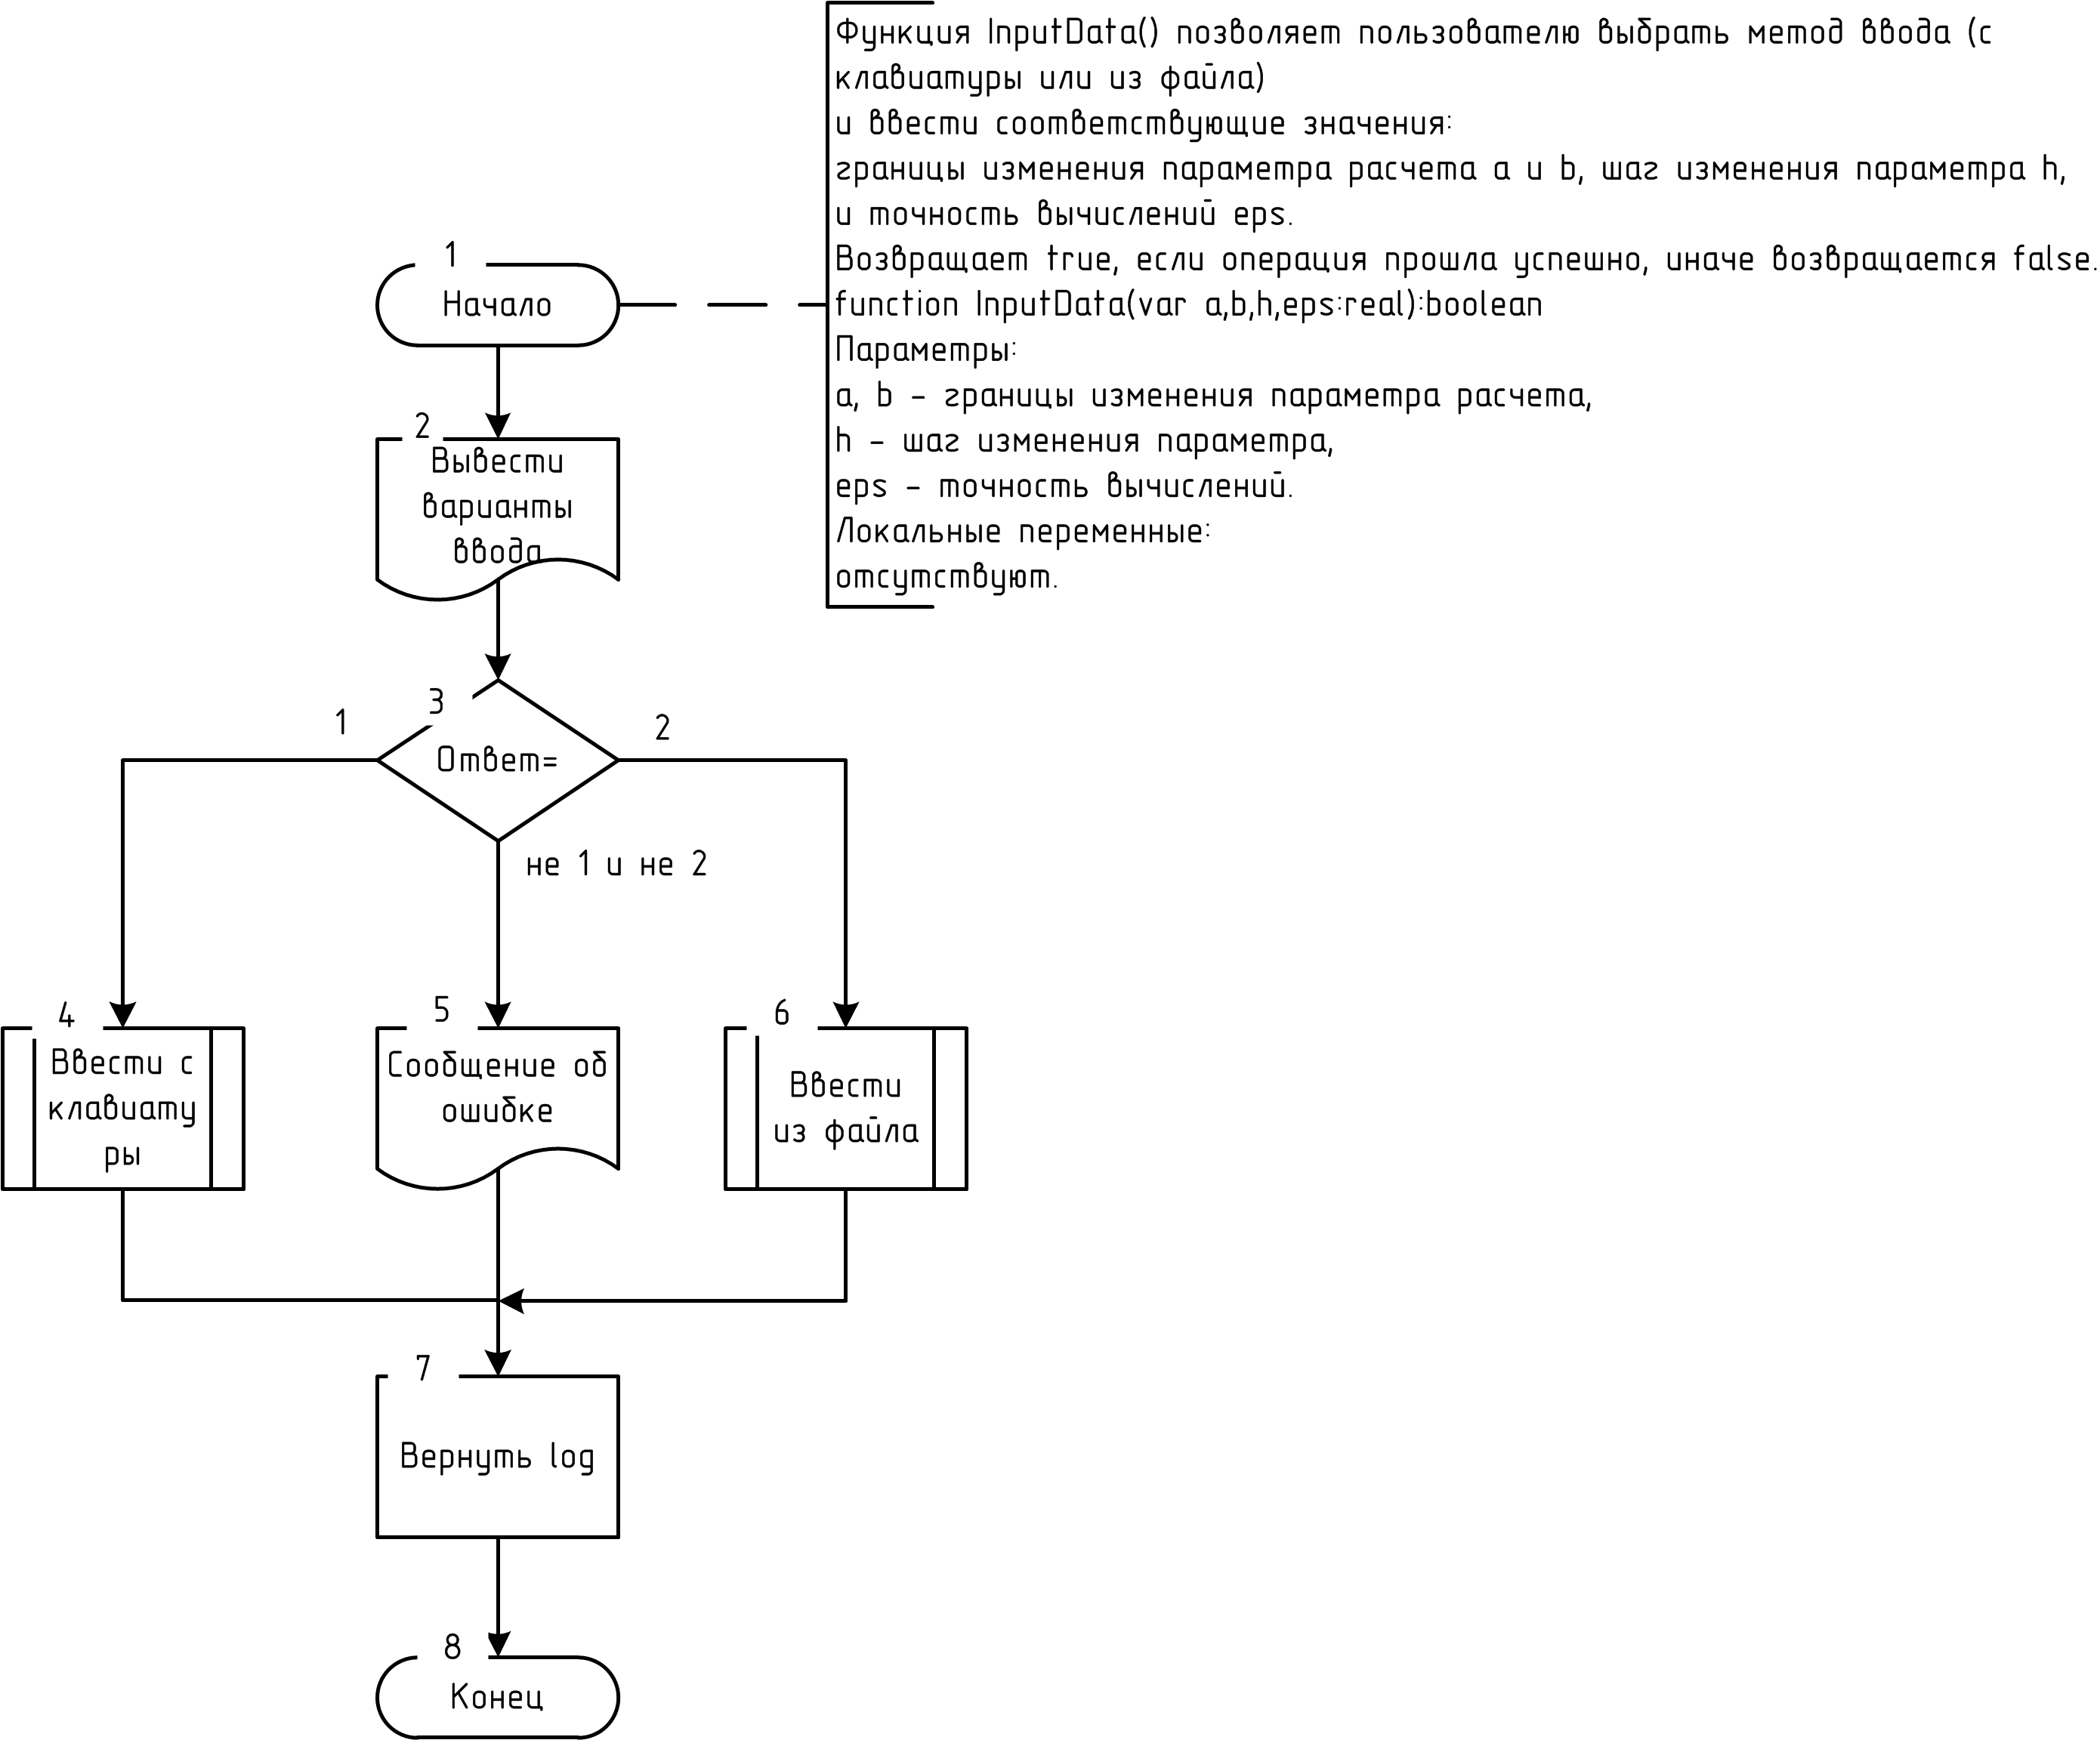 Функция InputData() позволяет пользователю выбрать метод ввода (с
клавиатуры или из файла)
и ввести соответствующие значения:
границы изменения параметра расчета a и b, шаг изменения параметра h,
и точность вычислений eps.
Возвращает true, если операция прошла успешно, иначе возвращается false.
function InputData(var a,b,h,eps:real):boolean
Параметры:
a, b - границы изменения параметра расчета,
h - шаг изменения параметра,
eps - точность вычислений.
Локальные переменные:
отсутствуют.
1
Начало
2
Вывести
варианты
ввода
3
Ответ=
1
2
не 1 и не 2
4
Ввести с
клавиату
ры
5
Сообщение об
ошибке
6
Ввести
из файла
7
Вернуть log
8
Конец